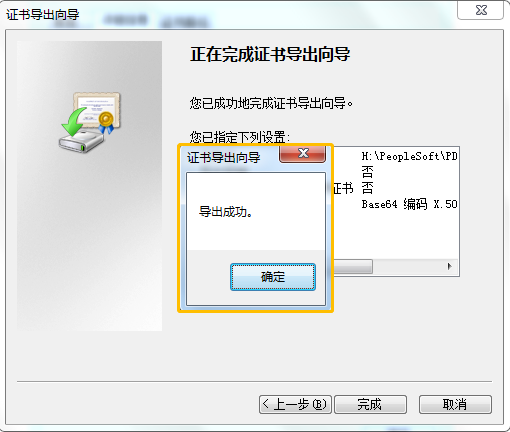 证书导出向导
正在完成证书导出向导
您已成功地完成证书导出向导。
您已指定下列设置:
H:\PeopleSoft\PD
否
证书 否
Base64 编码 X.50
证书导出向导
导出成功。
确定
< 上一步(B)
完成
取消